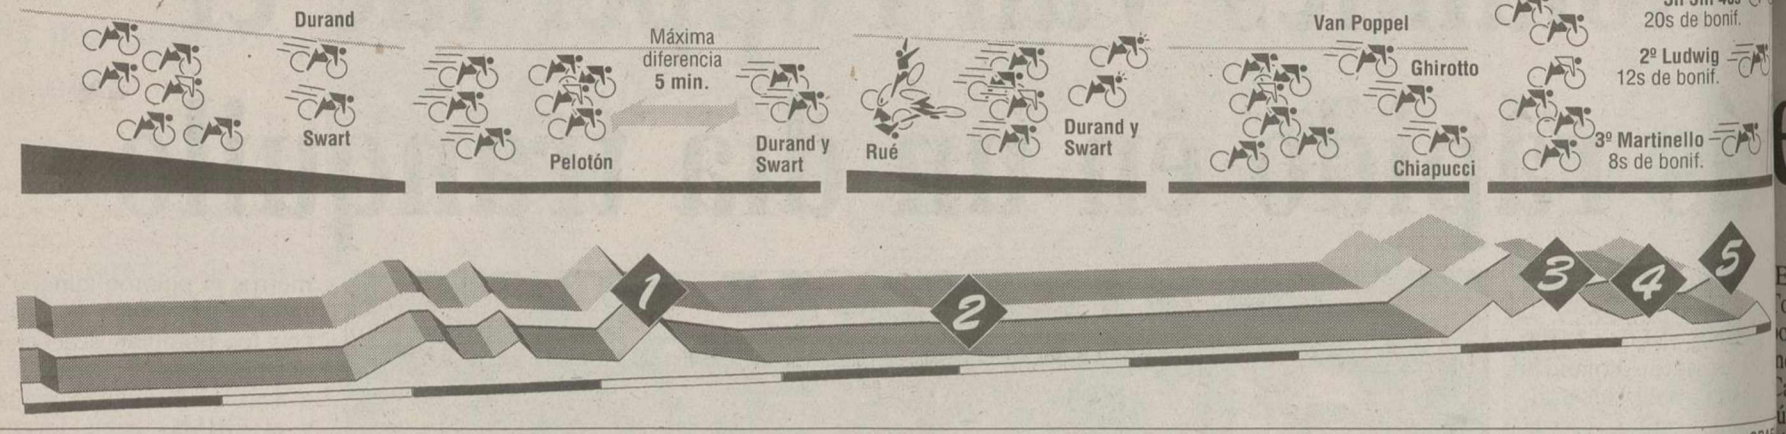 Durand
Swart
Máxima
diferencia
5 min.
Pelotón
Durand y
Swart
Rué
Durand y
Swart
Van Poppel
Ghirotto
Chiapucci
20s de bonif.
2º Ludwig
12s de bonif.
3º Martinello
8s de bonif.
1
2
3
4
5